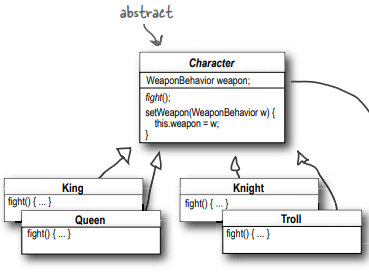 abstract
Character
WeaponBehavior weapon;
fight();
setWeapon(WeaponBehavior w) {
this.weapon = w;
}
King
fight() { ... }
Queen
fight() { ... }
Knight
fight() { ... }
Troll
fight() { ... }